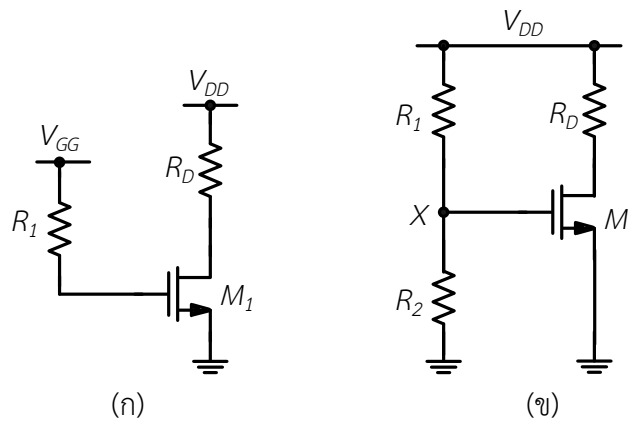 V_DD
V_GG
R_D
R_1
M_1
(ก)
V_DD
R_1
R_D
X
M
R_2
(ข)